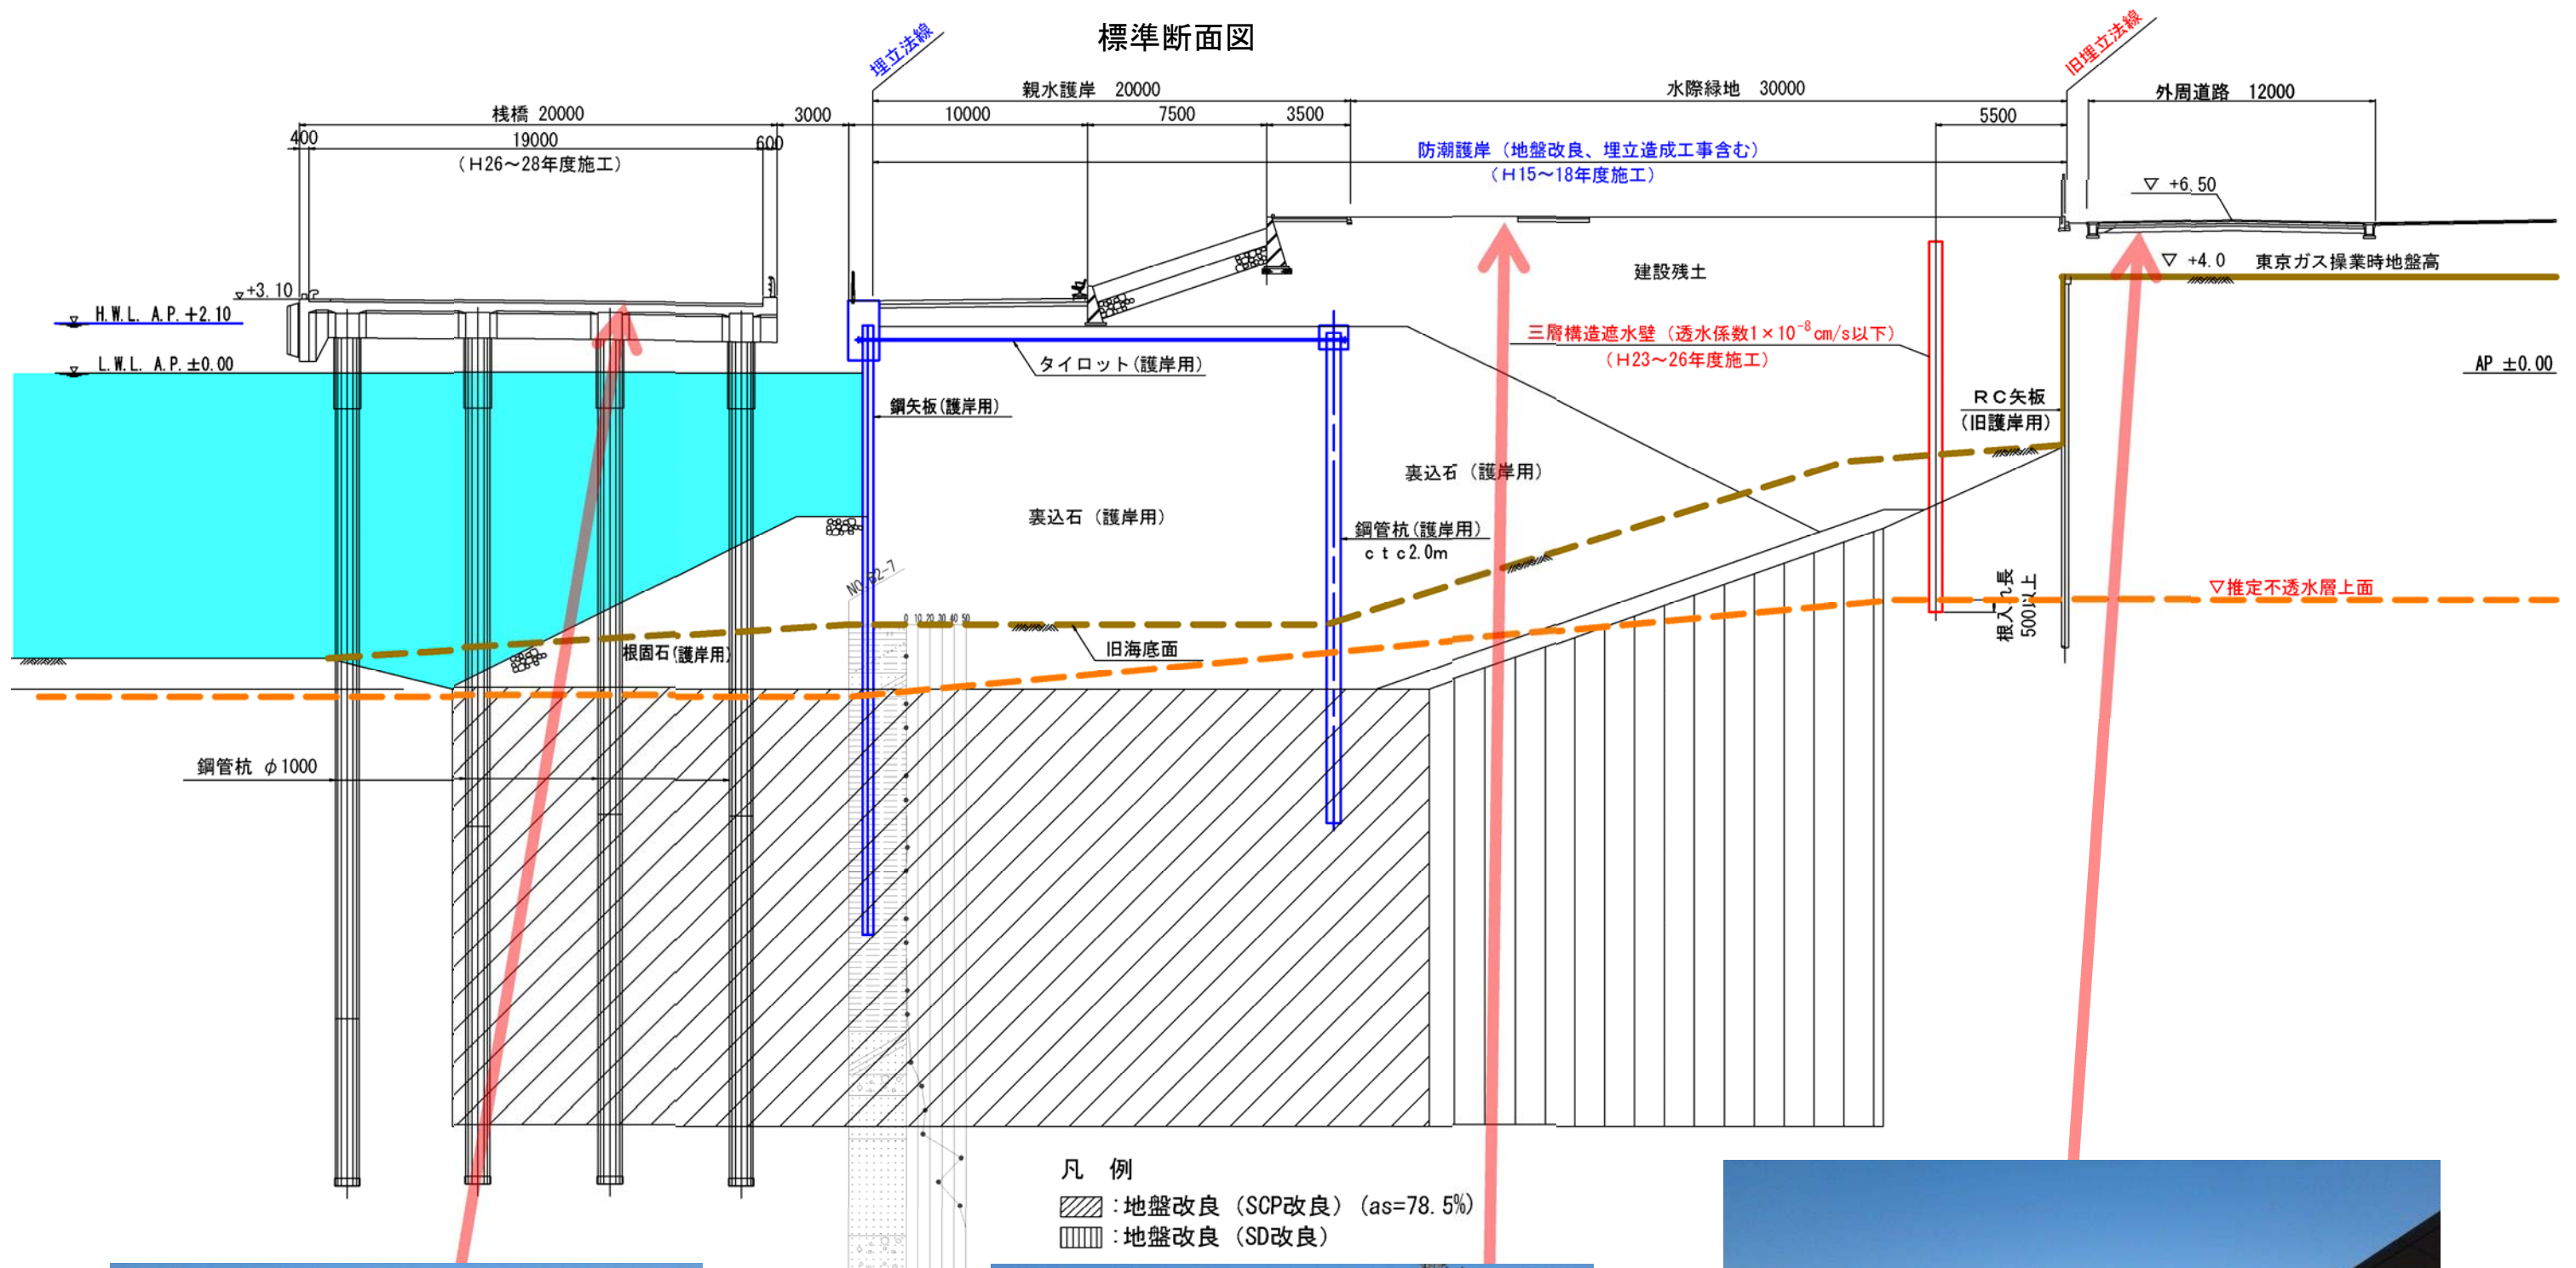 標準断面図
埋立法線
旧埋立法線
親水護岸 20000
水際緑地 30000
外周道路 12000
桟橋 20000
3000
10000
7500
3500
5500
400
19000
600
(H26～28年度施工)
防潮護岸（地盤改良、埋立造成工事含む）
(H15～18年度施工)
▽ +6.50
▽ +4.0 東京ガス操業時地盤高
建設残土
▽+3.10
H.W.L. A.P.+2.10
三層構造遮水壁（透水係数1×10⁻⁸cm/s以下）
(H23～26年度施工)
L.W.L. A.P.±0.00
タイロット(護岸用)
AP ±0.00
鋼矢板(護岸用)
RC矢板
(旧護岸用)
裏込石（護岸用）
裏込石（護岸用）
鋼管杭(護岸用)
ctc2.0m
NO.62-7
0 10 20 30 40 50
▽推定不透水層上面
根入れ長
500以上
根固石(護岸用)
旧海底面
鋼管杭 φ1000
凡 例
：地盤改良（SCP改良）(as=78.5%)
：地盤改良（SD改良）